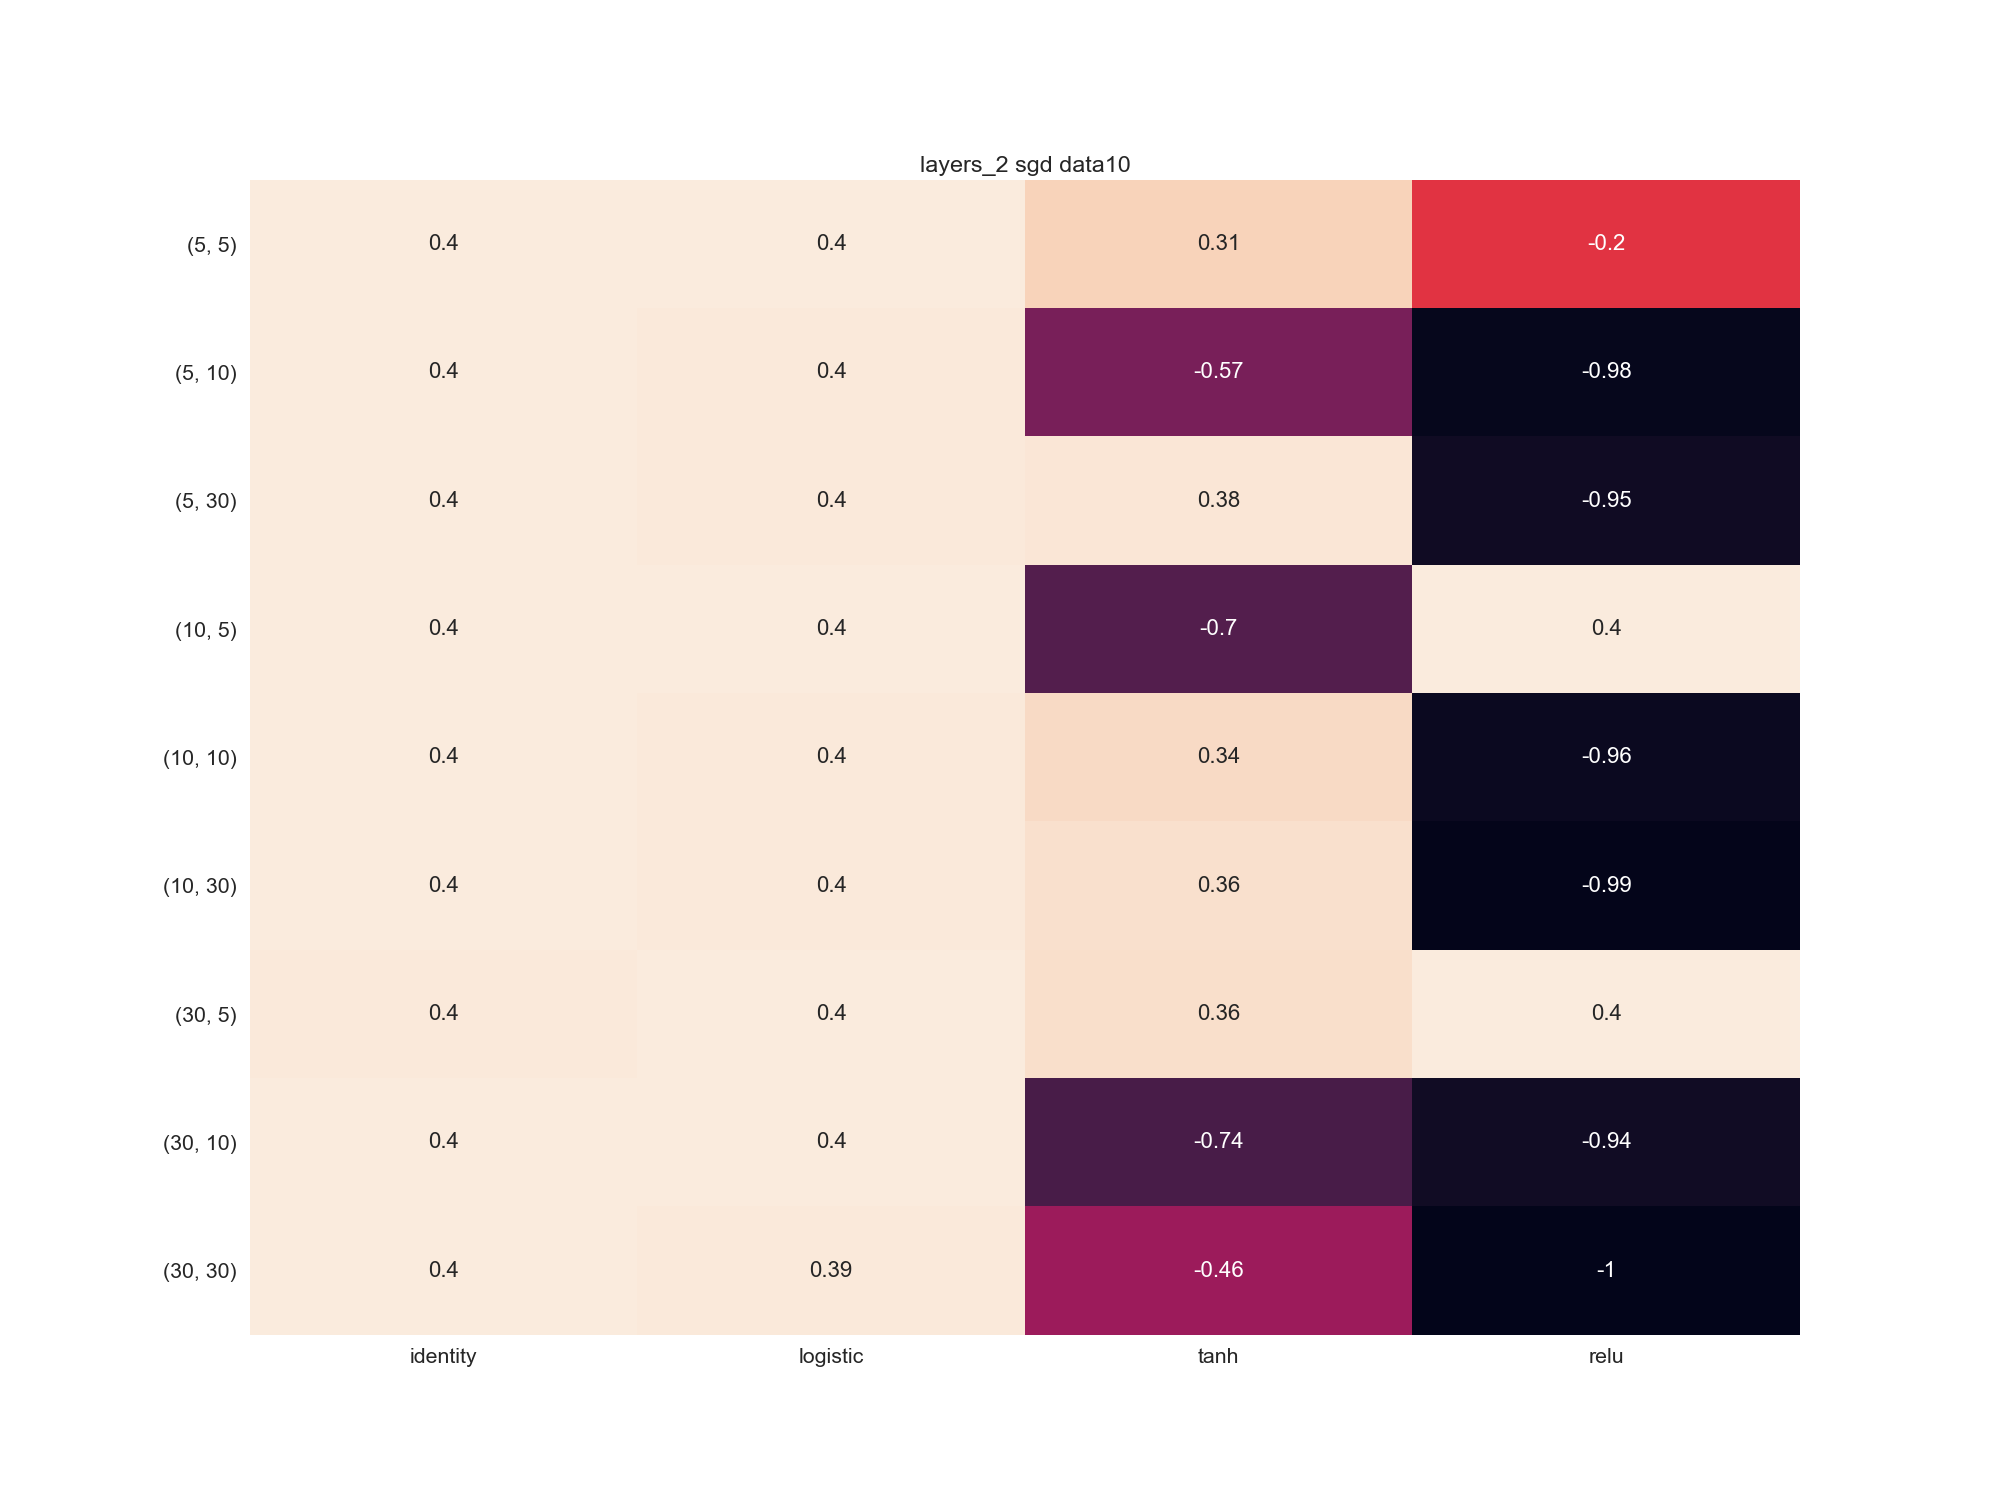 layers_2 sgd data10
(5, 5) 0.4 0.4 0.31 -0.2
(5, 10) 0.4 0.4 -0.57 -0.98
(5, 30) 0.4 0.4 0.38 -0.95
(10, 5) 0.4 0.4 -0.7 0.4
(10, 10) 0.4 0.4 0.34 -0.96
(10, 30) 0.4 0.4 0.36 -0.99
(30, 5) 0.4 0.4 0.36 0.4
(30, 10) 0.4 0.4 -0.74 -0.94
(30, 30) 0.4 0.39 -0.46 -1
identity logistic tanh relu